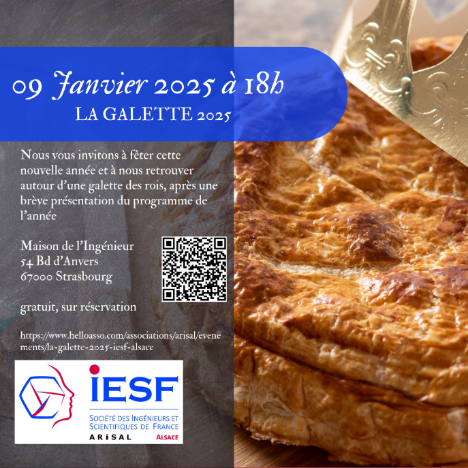 09 Janvier 2025 à 18h
LA GALETTE 2025
Nous vous invitons à fêter cette
nouvelle année et à nous retrouver
autour d'une galette des rois, après une
brève présentation du programme de
l'année
Maison de l'Ingénieur
54 Bd d'Anvers
67000 Strasbourg
gratuit, sur réservation
https://www.helloasso.com/associations/arisal/evene
ments/la-galette-2025-iesf-alsace
iESF
SOCIÉTÉ DES INGÉNIEURS ET
SCIENTIFIQUES DE FRANCE
ARISAL ALSACE